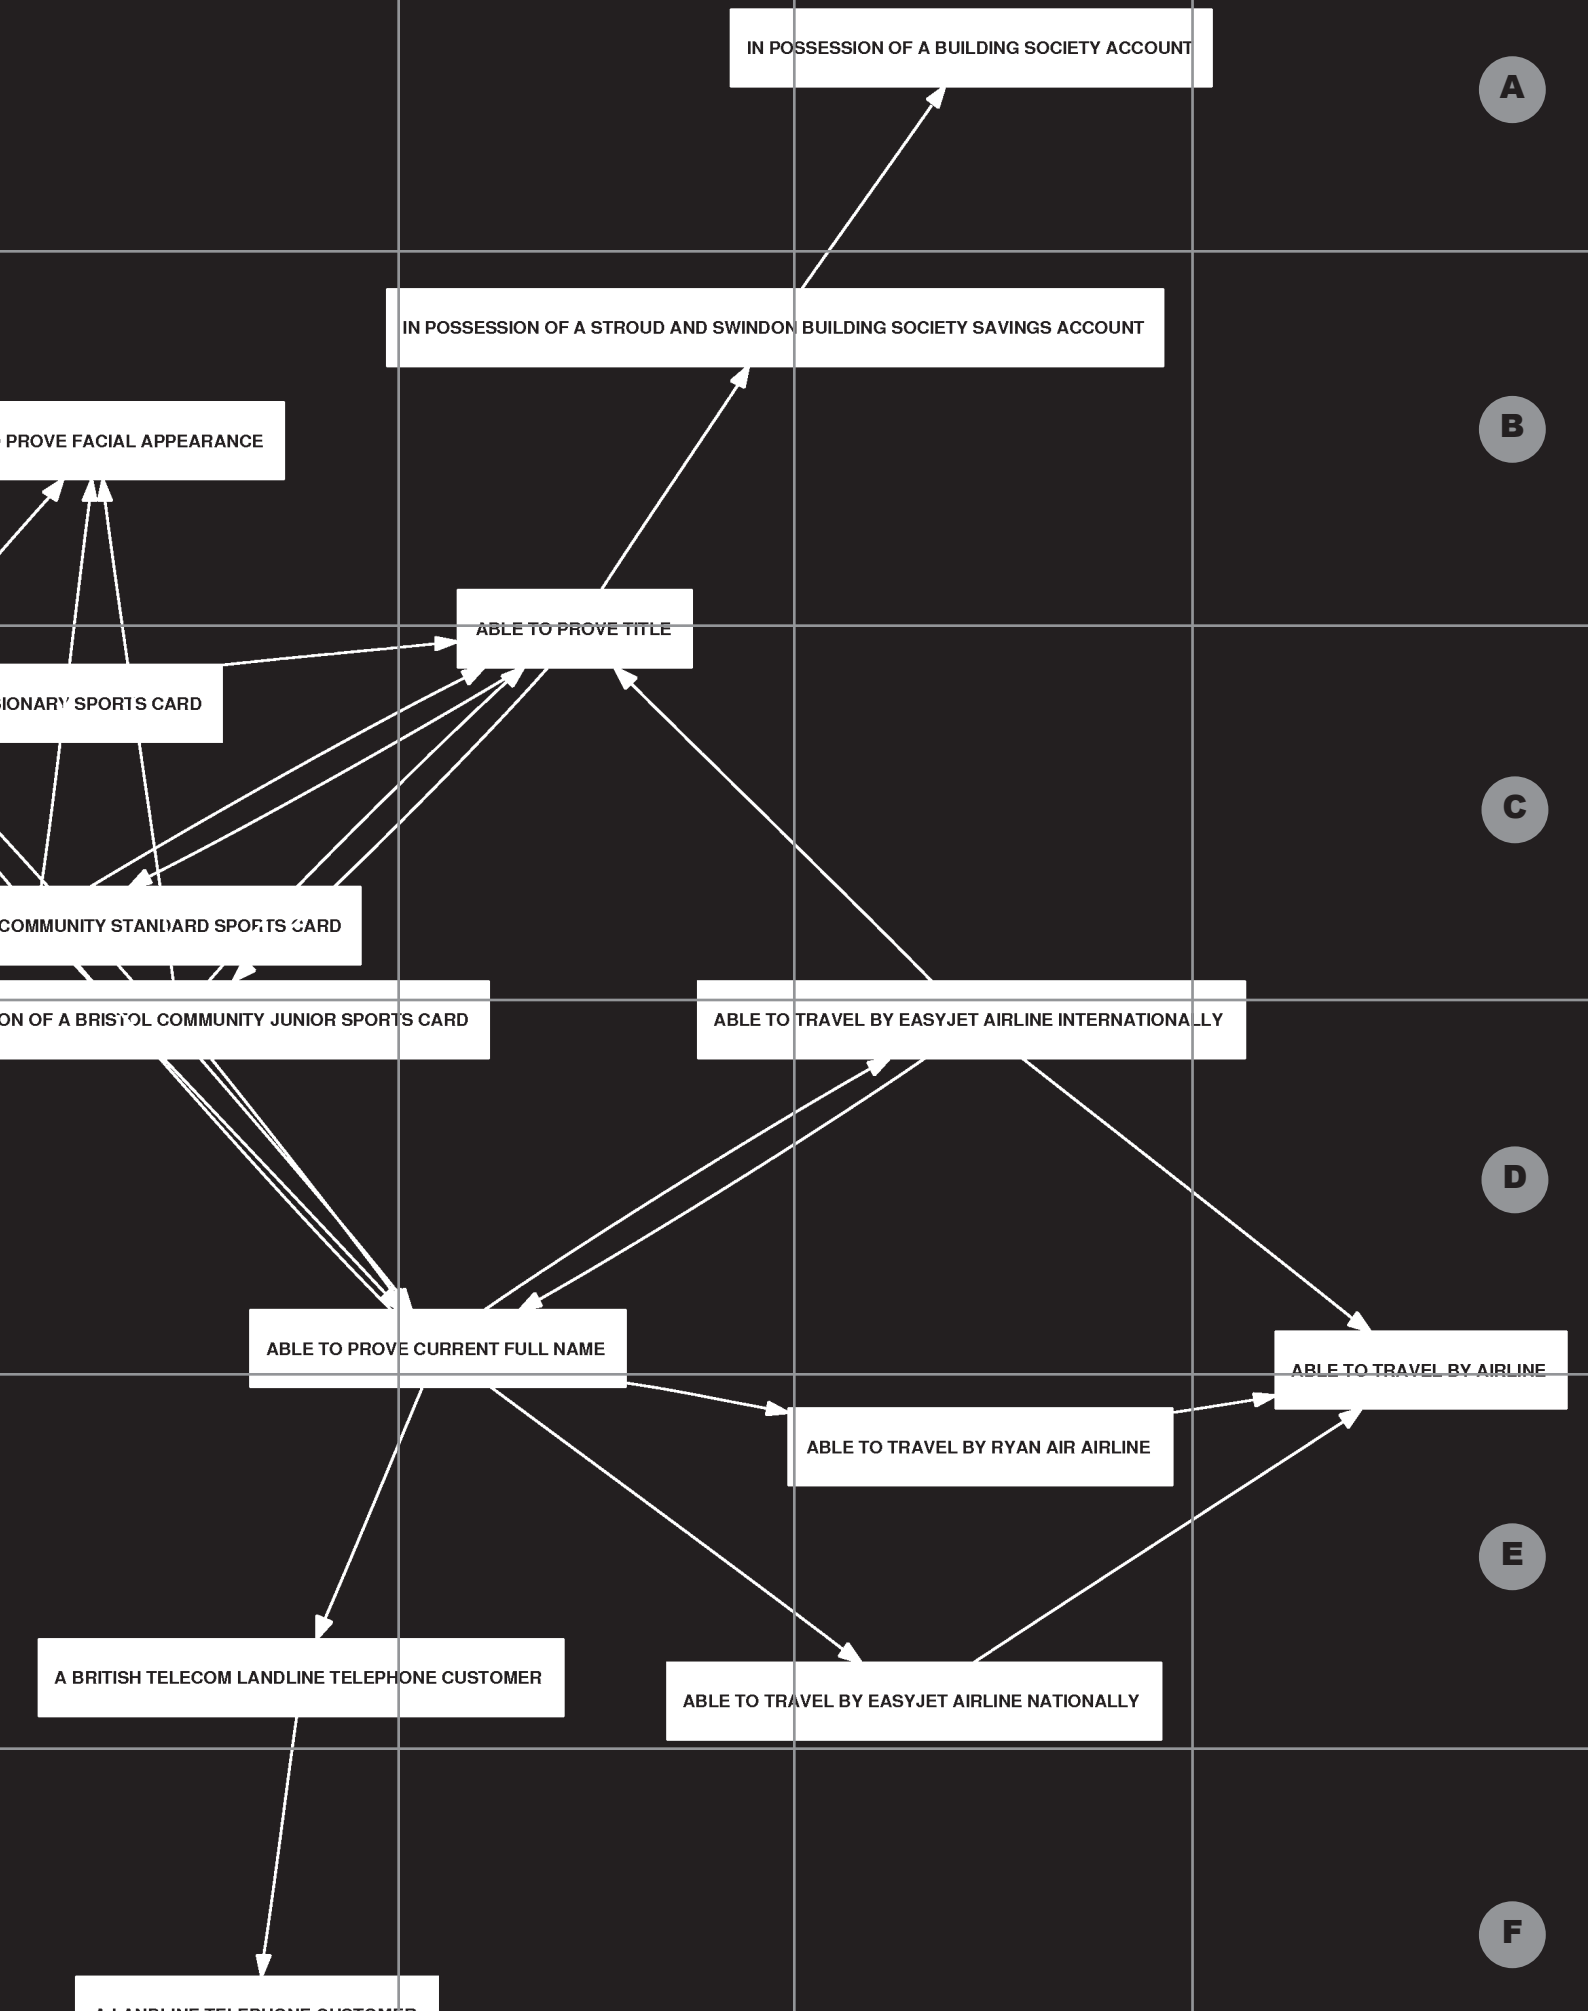 IN POSSESSION OF A BUILDING SOCIETY ACCOUNT
A
IN POSSESSION OF A STROUD AND SWINDON BUILDING SOCIETY SAVINGS ACCOUNT
B
PROVE FACIAL APPEARANCE
ABLE TO PROVE TITLE
SPORTS CARD
C
COMMUNITY STANDARD SPORTS CARD
OF A BRISTOL COMMUNITY JUNIOR SPORTS CARD
ABLE TO TRAVEL BY EASYJET AIRLINE INTERNATIONALLY
D
ABLE TO PROVE CURRENT FULL NAME
ABLE TO TRAVEL BY AIRLINE
ABLE TO TRAVEL BY RYAN AIR AIRLINE
E
A BRITISH TELECOM LANDLINE TELEPHONE CUSTOMER
ABLE TO TRAVEL BY EASYJET AIRLINE NATIONALLY
F
A LANDLINE TELEPHONE CUSTOMER